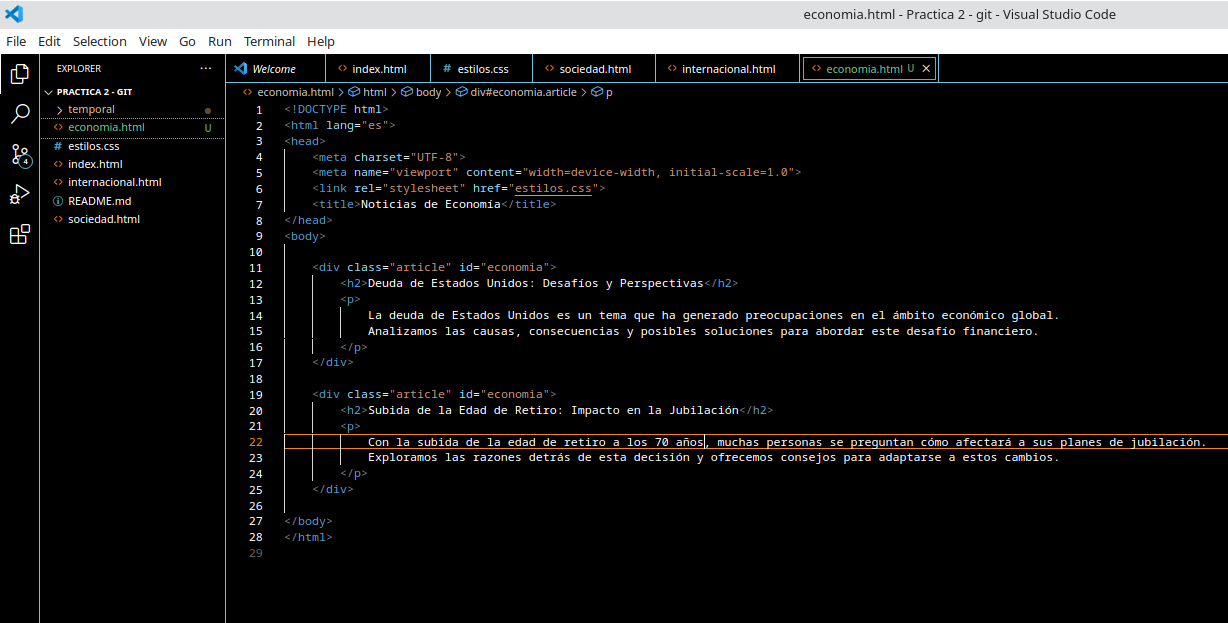 economia.html - Practica 2 - git - Visual Studio Code
File Edit Selection View Go Run Terminal Help
EXPLORER ···
PRACTICA 2 - GIT
temporal
economia.html U
# estilos.css
index.html
internacional.html
README.md
sociedad.html
4
Welcome <> index.html # estilos.css <> sociedad.html <> internacional.html <> economia.html U ×
<> economia.html > html > body > div#economia.article > p
1 <!DOCTYPE html>
2 <html lang="es">
3 <head>
4 <meta charset="UTF-8">
5 <meta name="viewport" content="width=device-width, initial-scale=1.0">
6 <link rel="stylesheet" href="estilos.css">
7 <title>Noticias de Economía</title>
8 </head>
9 <body>
10
11 <div class="article" id="economia">
12 <h2>Deuda de Estados Unidos: Desafíos y Perspectivas</h2>
13 <p>
14 La deuda de Estados Unidos es un tema que ha generado preocupaciones en el ámbito económico global.
15 Analizamos las causas, consecuencias y posibles soluciones para abordar este desafío financiero.
16 </p>
17 </div>
18
19 <div class="article" id="economia">
20 <h2>Subida de la Edad de Retiro: Impacto en la Jubilación</h2>
21 <p>
22 Con la subida de la edad de retiro a los 70 años, muchas personas se preguntan cómo afectará a sus planes de jubilación.
23 Exploramos las razones detrás de esta decisión y ofrecemos consejos para adaptarse a estos cambios.
24 </p>
25 </div>
26
27 </body>
28 </html>
29